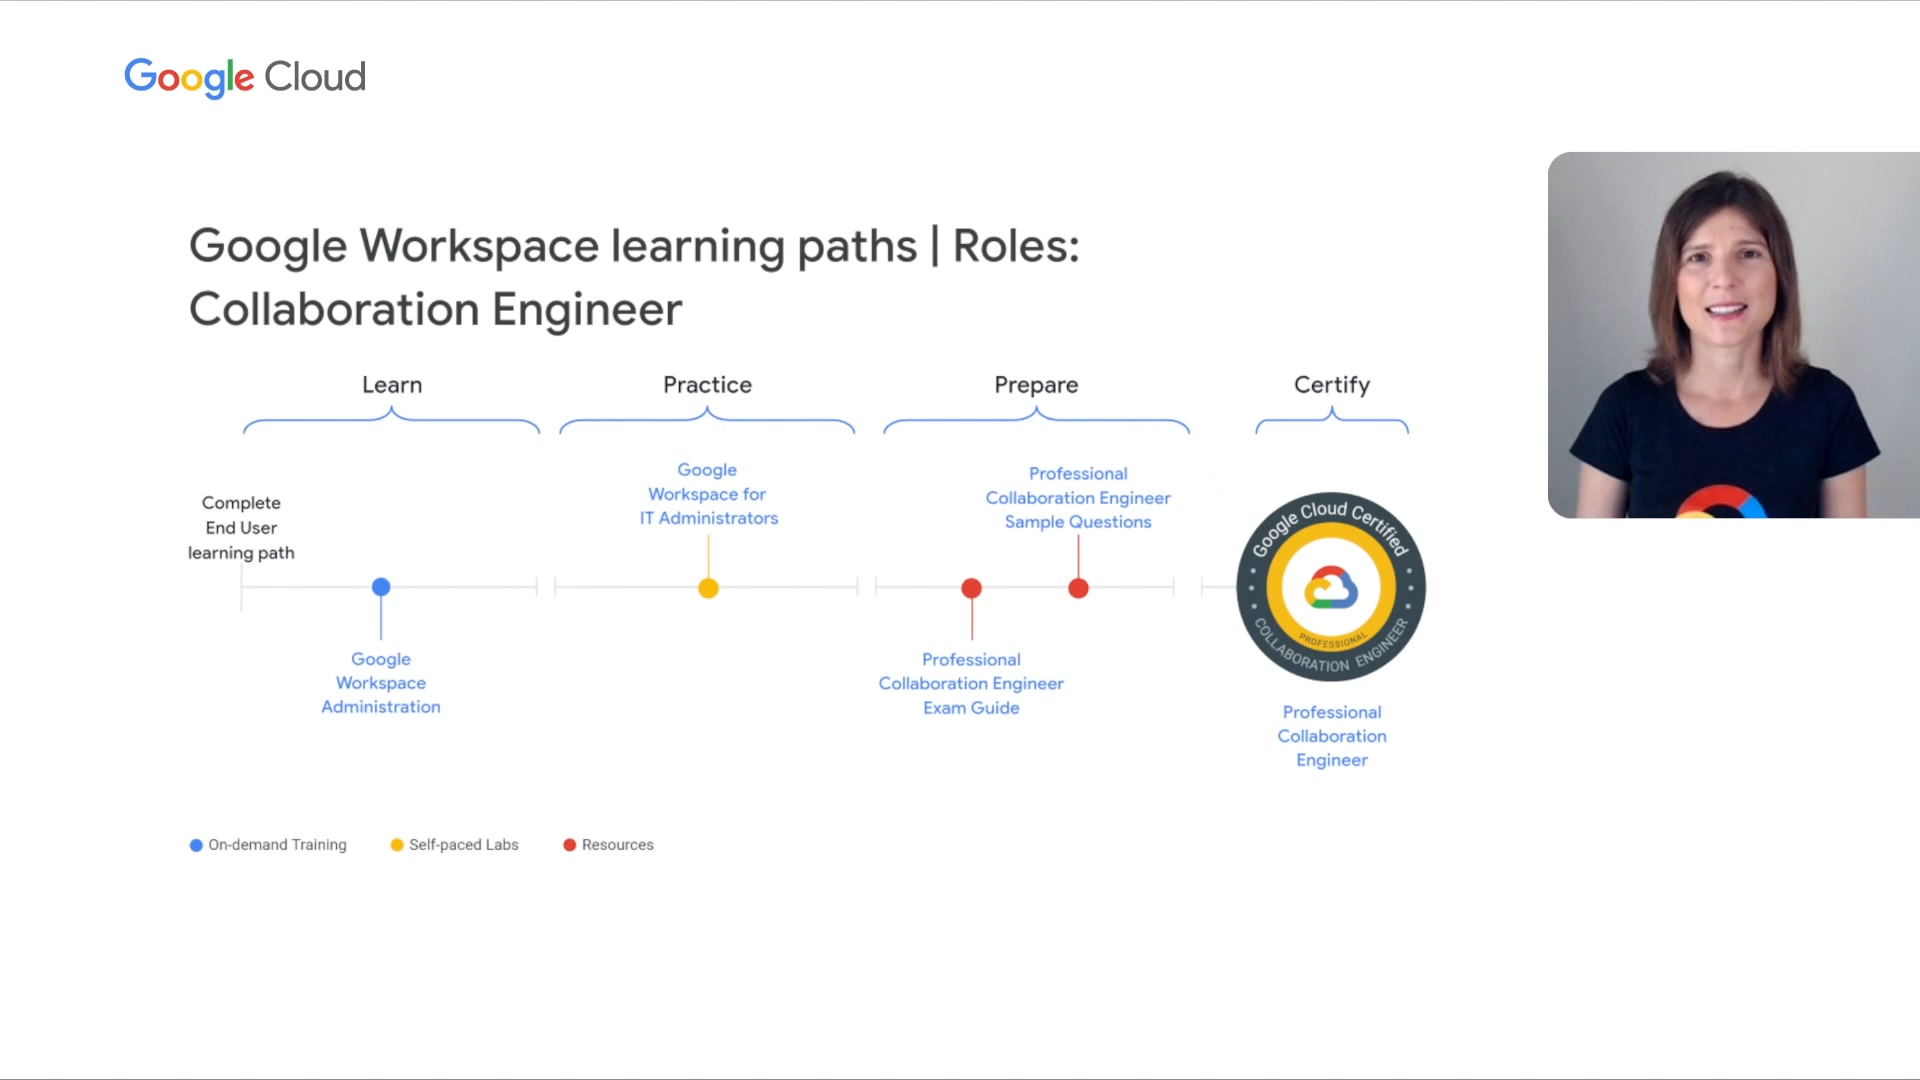 Google Cloud
Google Workspace learning paths | Roles:
Collaboration Engineer
Learn
Practice
Prepare
Certify
Complete
End User
learning path
Google
Workspace
Administration
Google
Workspace for
IT Administrators
Professional
Collaboration Engineer
Exam Guide
Professional
Collaboration Engineer
Sample Questions
Google Cloud Certified
PROFESSIONAL
COLLABORATION ENGINEER
Professional
Collaboration
Engineer
On-demand Training
Self-paced Labs
Resources